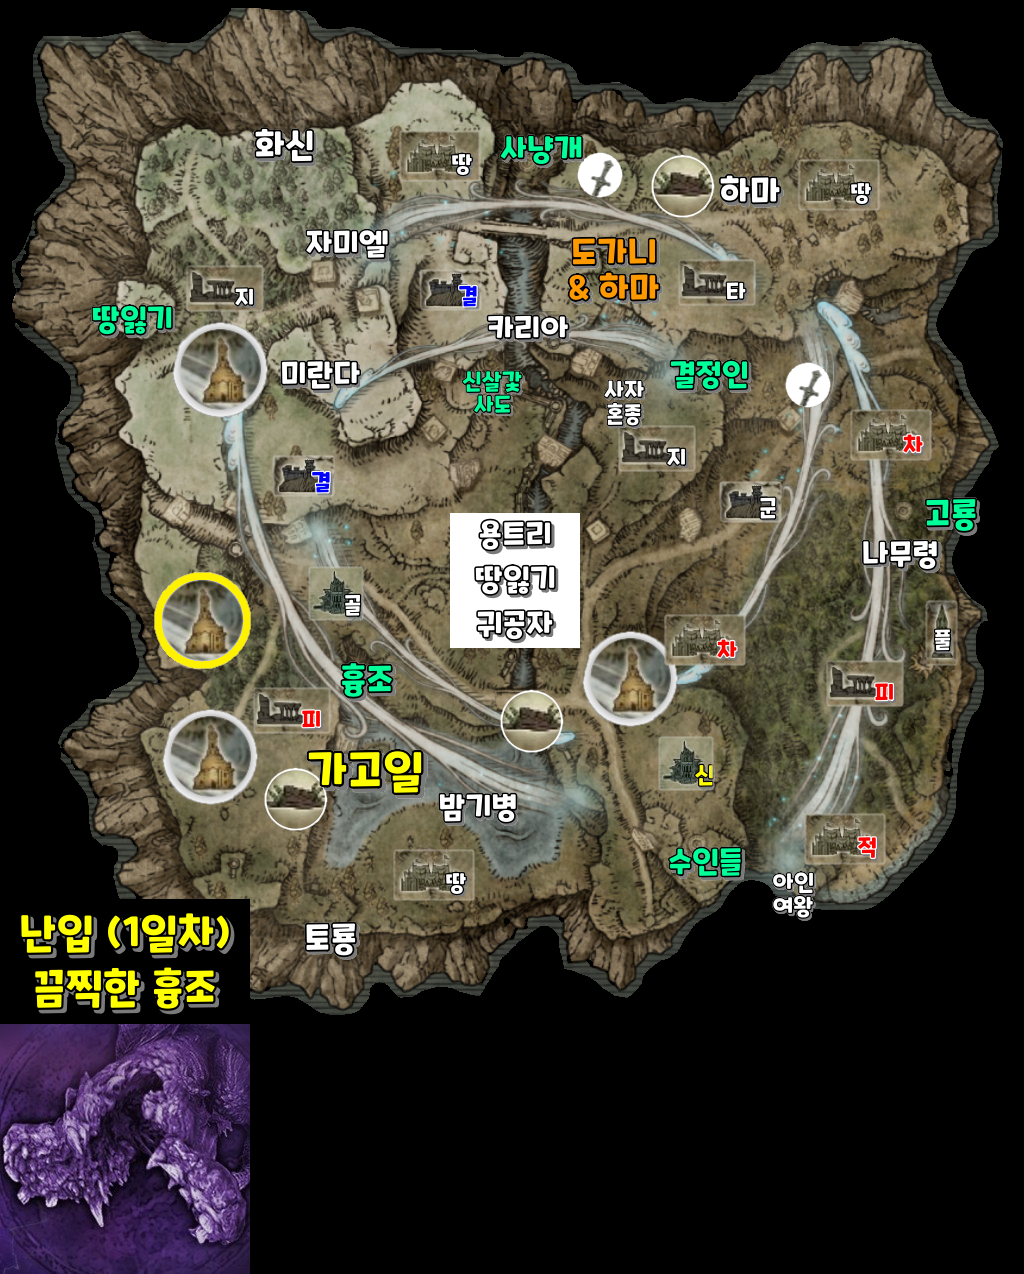 화신
땅
사냥개
하마
땅
자미엘
도가니
& 하마
지
결
타
땅잃기
카리아
미란다
신살갗
사도
사자
혼종
결정인
지
차
결
군
고룡
나무령
용트리
땅잃기
귀공자
골
차
풀
흉조
피
피
가고일
신
밤기병
적
수인들
땅
아인
여왕
토룡
난입 (1일차)
끔찍한 흉조